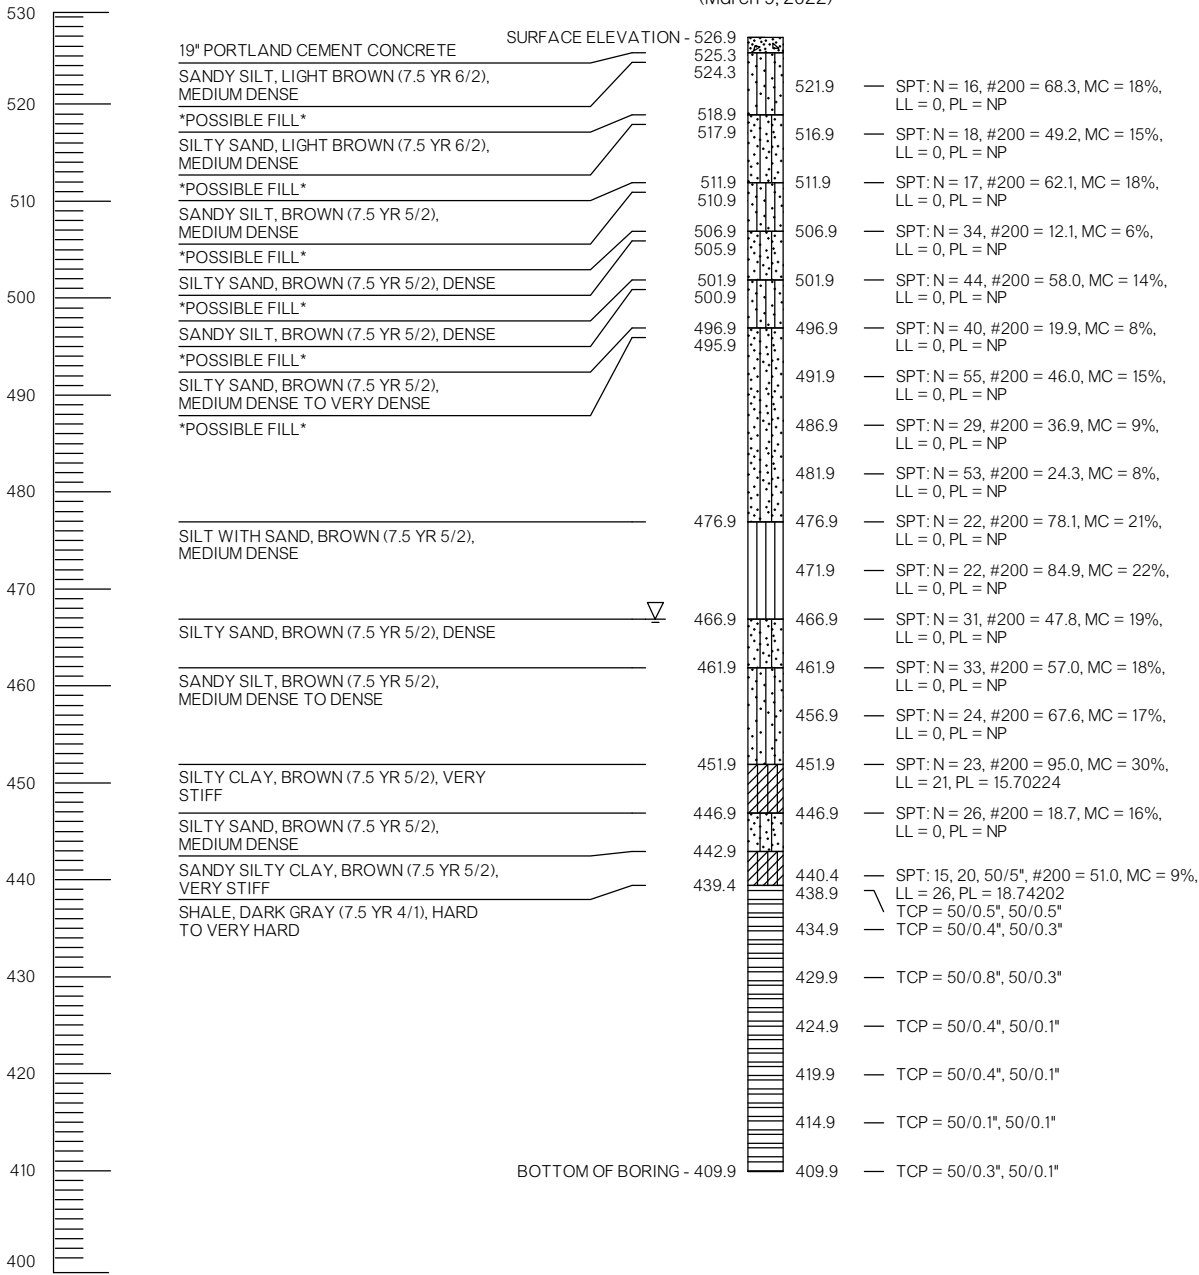 (March 9, 2022)
530
520
510
500
490
480
470
460
450
440
430
420
410
400
19" PORTLAND CEMENT CONCRETE
SANDY SILT, LIGHT BROWN (7.5 YR 6/2),
MEDIUM DENSE
*POSSIBLE FILL*
SILTY SAND, LIGHT BROWN (7.5 YR 6/2),
MEDIUM DENSE
*POSSIBLE FILL*
SANDY SILT, BROWN (7.5 YR 5/2),
MEDIUM DENSE
*POSSIBLE FILL*
SILTY SAND, BROWN (7.5 YR 5/2), DENSE
*POSSIBLE FILL*
SANDY SILT, BROWN (7.5 YR 5/2), DENSE
*POSSIBLE FILL*
SILTY SAND, BROWN (7.5 YR 5/2),
MEDIUM DENSE TO VERY DENSE
*POSSIBLE FILL*
SILT WITH SAND, BROWN (7.5 YR 5/2),
MEDIUM DENSE
SILTY SAND, BROWN (7.5 YR 5/2), DENSE
SANDY SILT, BROWN (7.5 YR 5/2),
MEDIUM DENSE TO DENSE
SILTY CLAY, BROWN (7.5 YR 5/2), VERY
STIFF
SILTY SAND, BROWN (7.5 YR 5/2),
MEDIUM DENSE
SANDY SILTY CLAY, BROWN (7.5 YR 5/2),
VERY STIFF
SHALE, DARK GRAY (7.5 YR 4/1), HARD
TO VERY HARD
SURFACE ELEVATION - 526.9
525.3
524.3
518.9
517.9
511.9
510.9
506.9
505.9
501.9
500.9
496.9
495.9
476.9
466.9
461.9
451.9
446.9
442.9
439.4
BOTTOM OF BORING - 409.9
521.9 — SPT: N = 16, #200 = 68.3, MC = 18%,
LL = 0, PL = NP
516.9 — SPT: N = 18, #200 = 49.2, MC = 15%,
LL = 0, PL = NP
511.9 — SPT: N = 17, #200 = 62.1, MC = 18%,
LL = 0, PL = NP
506.9 — SPT: N = 34, #200 = 12.1, MC = 6%,
LL = 0, PL = NP
501.9 — SPT: N = 44, #200 = 58.0, MC = 14%,
LL = 0, PL = NP
496.9 — SPT: N = 40, #200 = 19.9, MC = 8%,
LL = 0, PL = NP
491.9 — SPT: N = 55, #200 = 46.0, MC = 15%,
LL = 0, PL = NP
486.9 — SPT: N = 29, #200 = 36.9, MC = 9%,
LL = 0, PL = NP
481.9 — SPT: N = 53, #200 = 24.3, MC = 8%,
LL = 0, PL = NP
476.9 — SPT: N = 22, #200 = 78.1, MC = 21%,
LL = 0, PL = NP
471.9 — SPT: N = 22, #200 = 84.9, MC = 22%,
LL = 0, PL = NP
466.9 — SPT: N = 31, #200 = 47.8, MC = 19%,
LL = 0, PL = NP
461.9 — SPT: N = 33, #200 = 57.0, MC = 18%,
LL = 0, PL = NP
456.9 — SPT: N = 24, #200 = 67.6, MC = 17%,
LL = 0, PL = NP
451.9 — SPT: N = 23, #200 = 95.0, MC = 30%,
LL = 21, PL = 15.70224
446.9 — SPT: N = 26, #200 = 18.7, MC = 16%,
LL = 0, PL = NP
440.4 — SPT: 15, 20, 50/5", #200 = 51.0, MC = 9%,
LL = 26, PL = 18.74202
438.9 TCP = 50/0.5", 50/0.5"
434.9 — TCP = 50/0.4", 50/0.3"
429.9 — TCP = 50/0.8", 50/0.3"
424.9 — TCP = 50/0.4", 50/0.1"
419.9 — TCP = 50/0.4", 50/0.1"
414.9 — TCP = 50/0.1", 50/0.1"
409.9 — TCP = 50/0.3", 50/0.1"